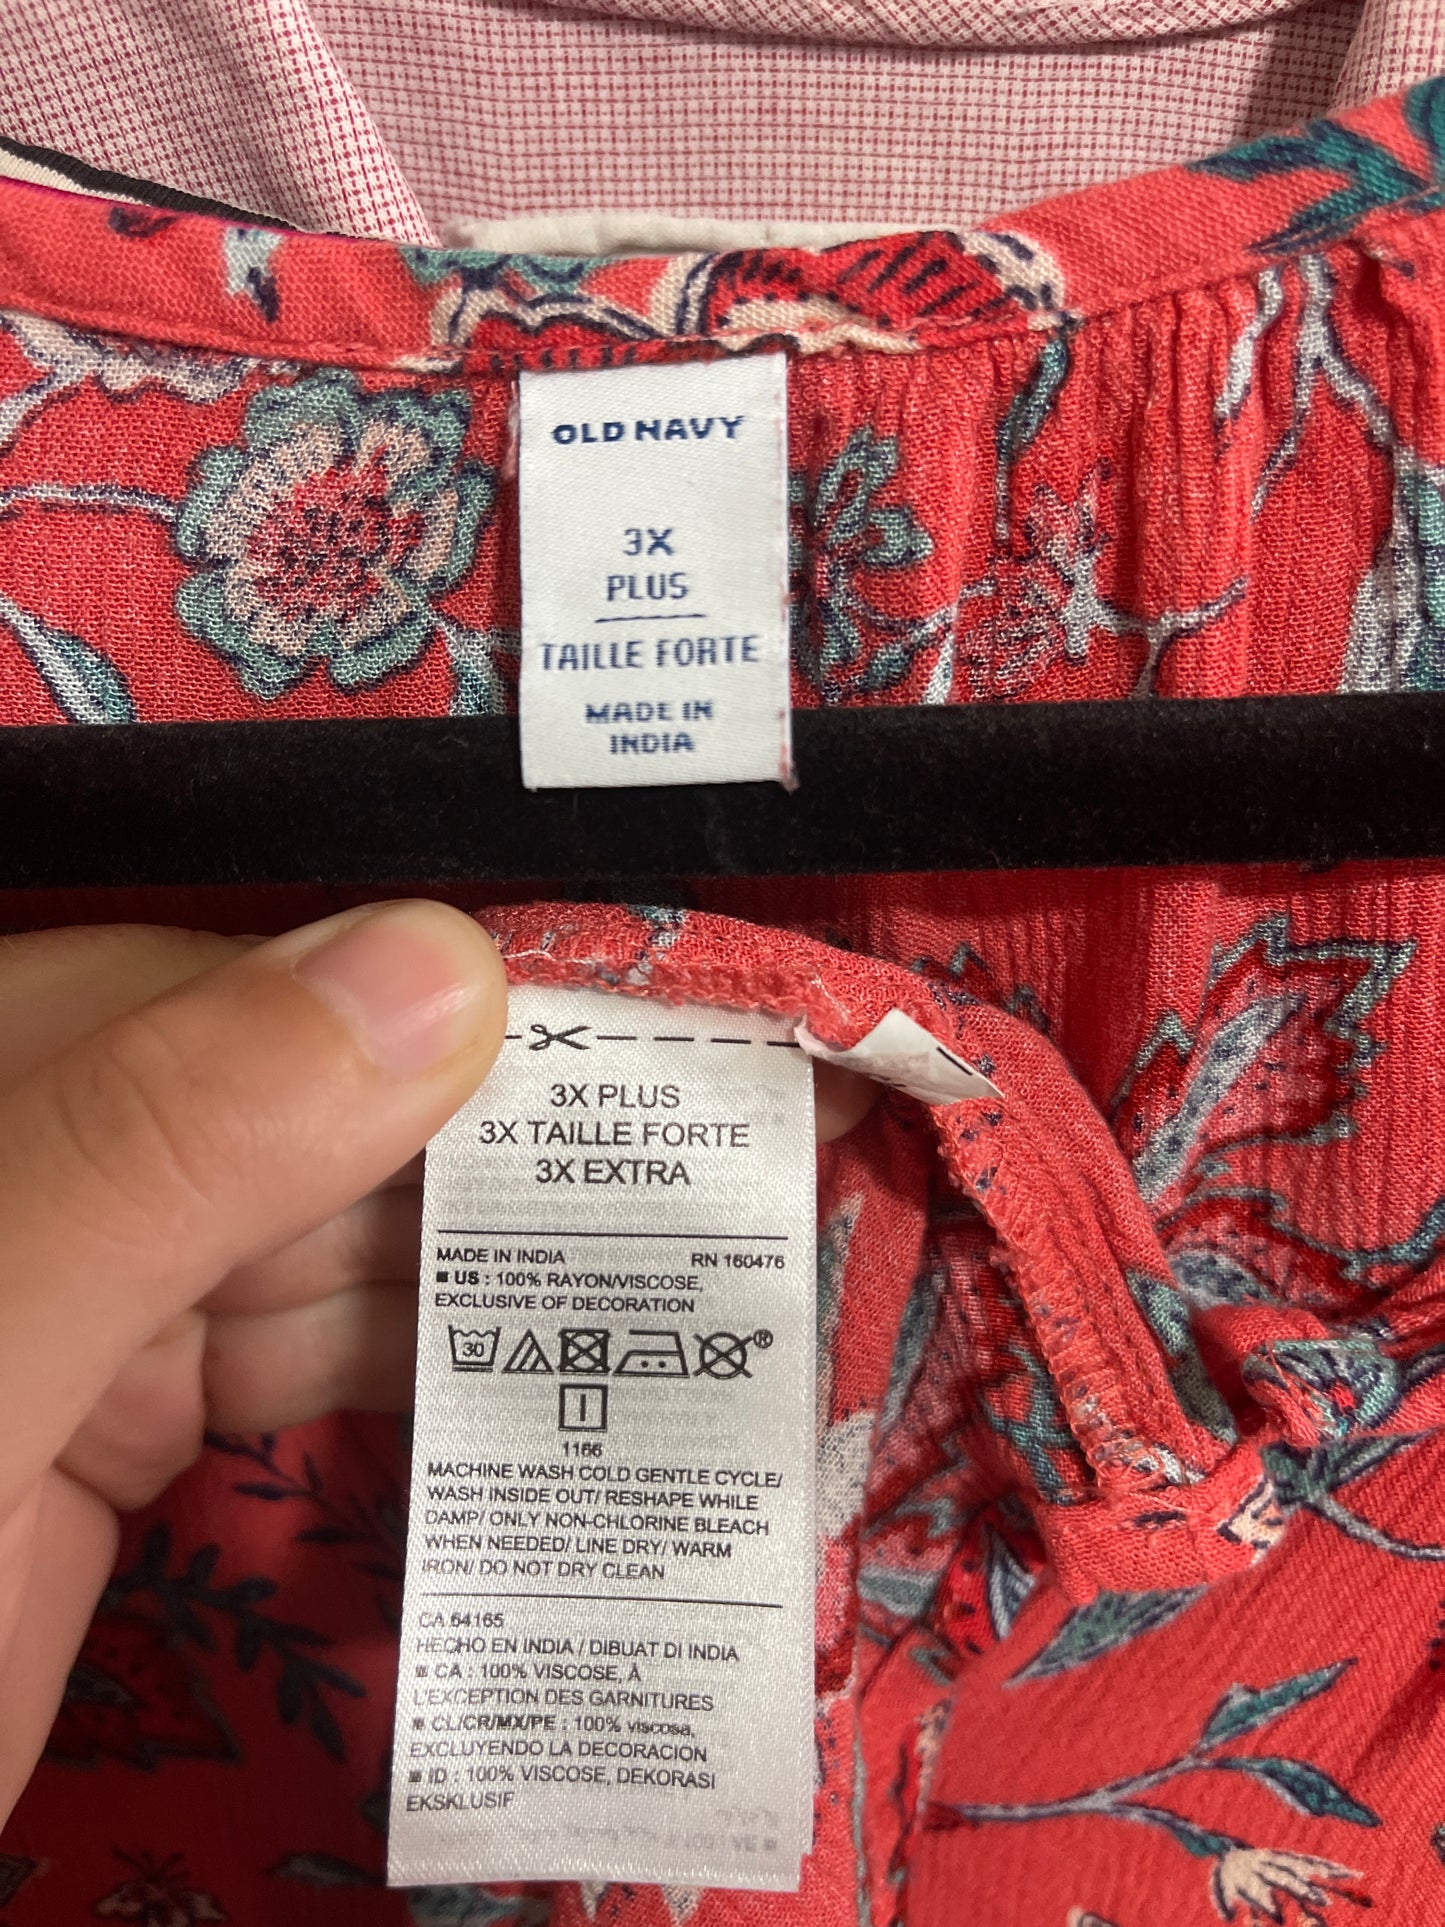 OLD NAVY
3X
PLUS
TAILLE FORTE
MADE IN
INDIA
3X PLUS
3X TAILLE FORTE
3X EXTRA
MADE IN INDIA RN 160476
■ US : 100% RAYON/VISCOSE,
EXCLUSIVE OF DECORATION
30
®
1166
MACHINE WASH COLD GENTLE CYCLE/
WASH INSIDE OUT/ RESHAPE WHILE
DAMP/ ONLY NON-CHLORINE BLEACH
WHEN NEEDED/ LINE DRY/ WARM
IRON/ DO NOT DRY CLEAN
CA 64165
HECHO EN INDIA / DIBUAT DI INDIA
■ CA : 100% VISCOSE, À
L'EXCEPTION DES GARNITURES
■ CL/CR/MX/PE : 100% viscosa,
EXCLUYENDO LA DECORACION
■ ID : 100% VISCOSE, DEKORASI
EKSKLUSIF